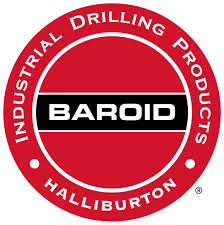 INDUSTRIAL DRILLING PRODUCTS
BAROID
• HALLIBURTON •
®